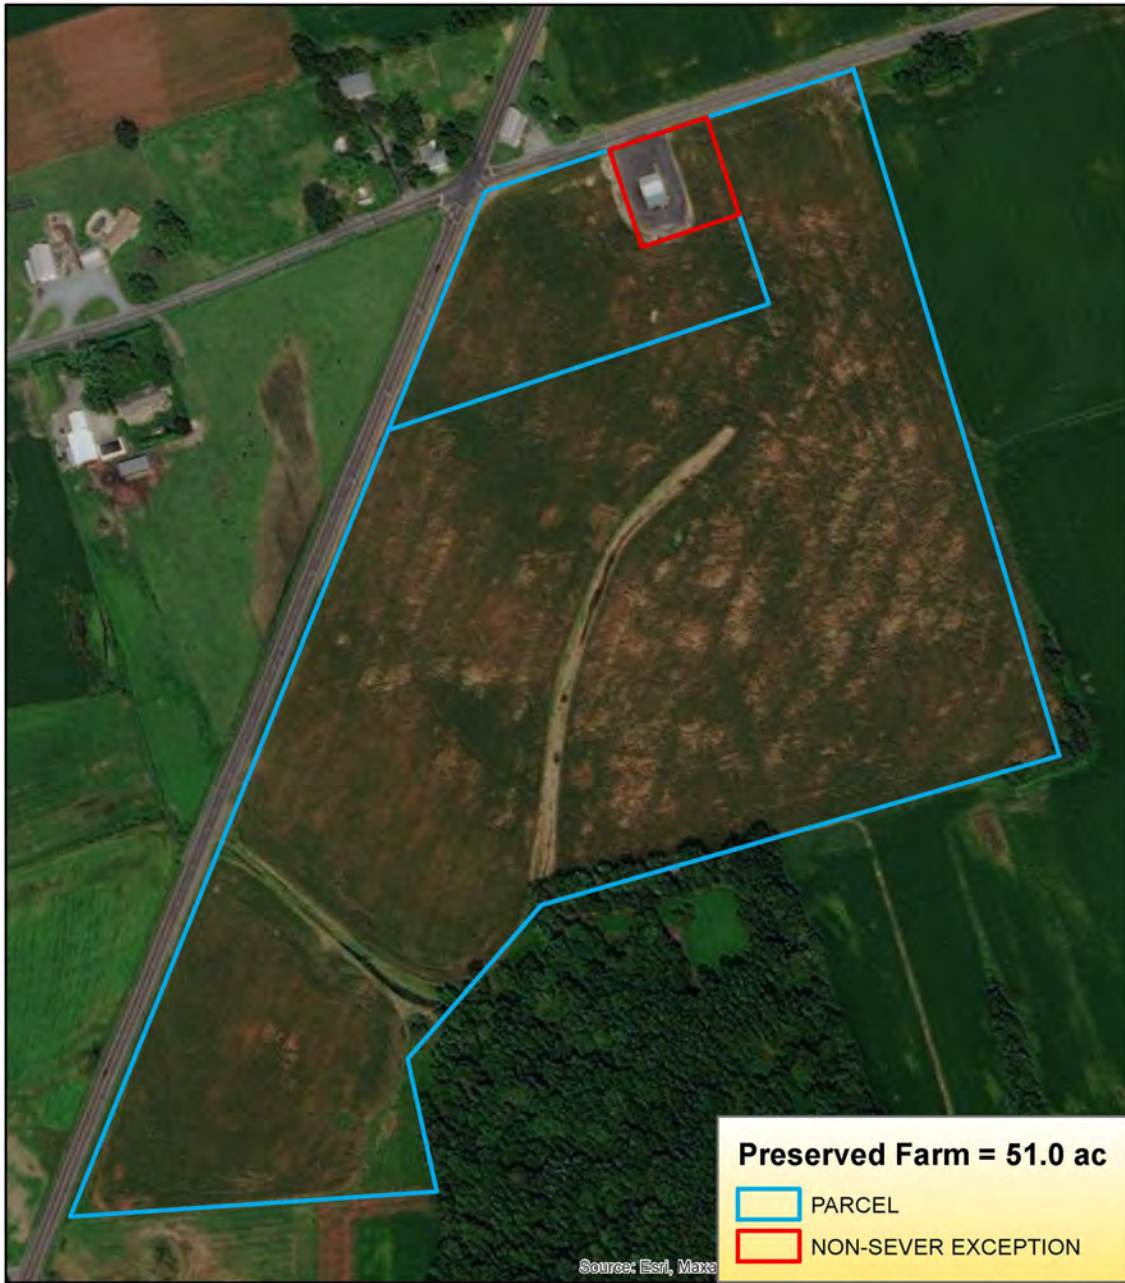 Preserved Farm = 51.0 ac
PARCEL
NON-SEVER EXCEPTION
Source: Esri, Maxa